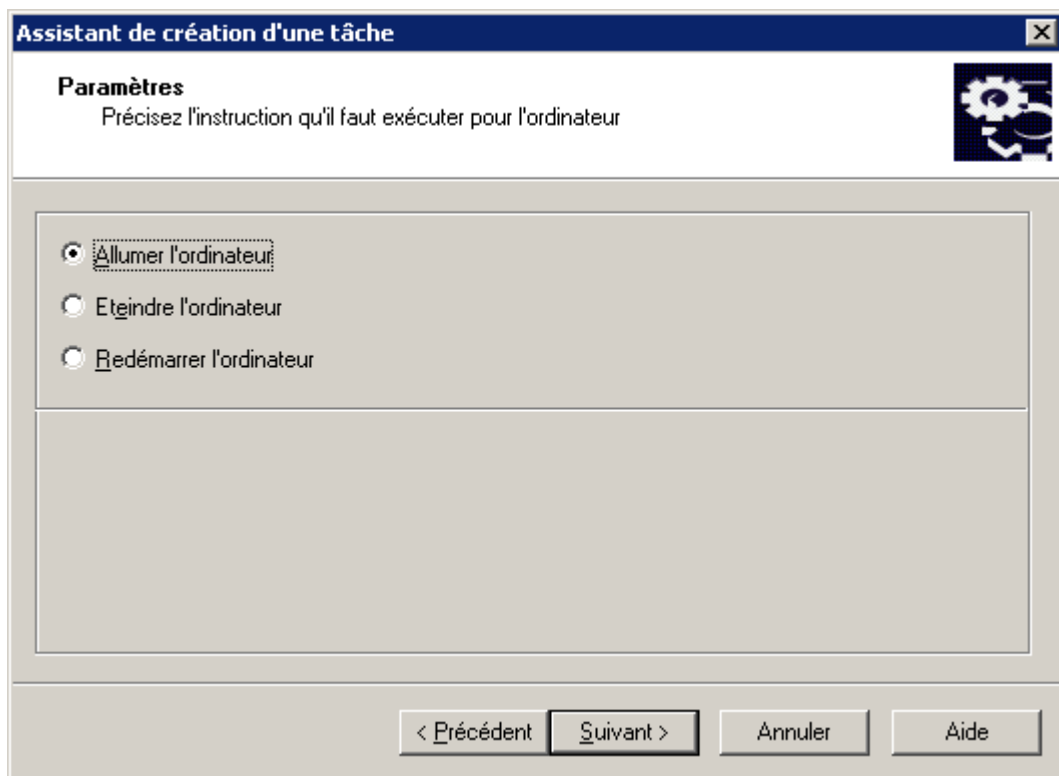 Assistant de création d'une tâche
Paramètres
Précisez l'instruction qu'il faut exécuter pour l'ordinateur
Allumer l'ordinateur
Eteindre l'ordinateur
Redémarrer l'ordinateur
< Précédent
Suivant >
Annuler
Aide